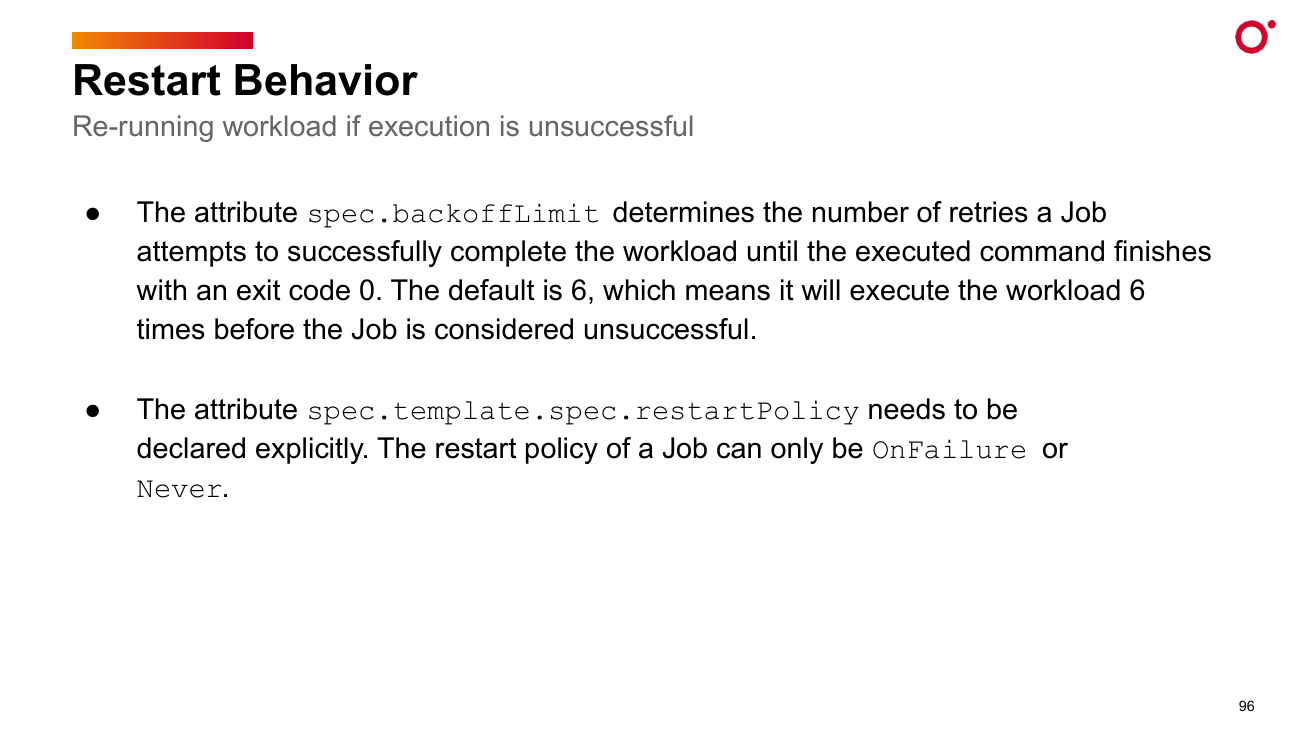 Restart Behavior
Re-running workload if execution is unsuccessful
● The attribute spec.backoffLimit determines the number of retries a Job
attempts to successfully complete the workload until the executed command finishes
with an exit code 0. The default is 6, which means it will execute the workload 6
times before the Job is considered unsuccessful.
● The attribute spec.template.spec.restartPolicy needs to be
declared explicitly. The restart policy of a Job can only be OnFailure or
Never.
96